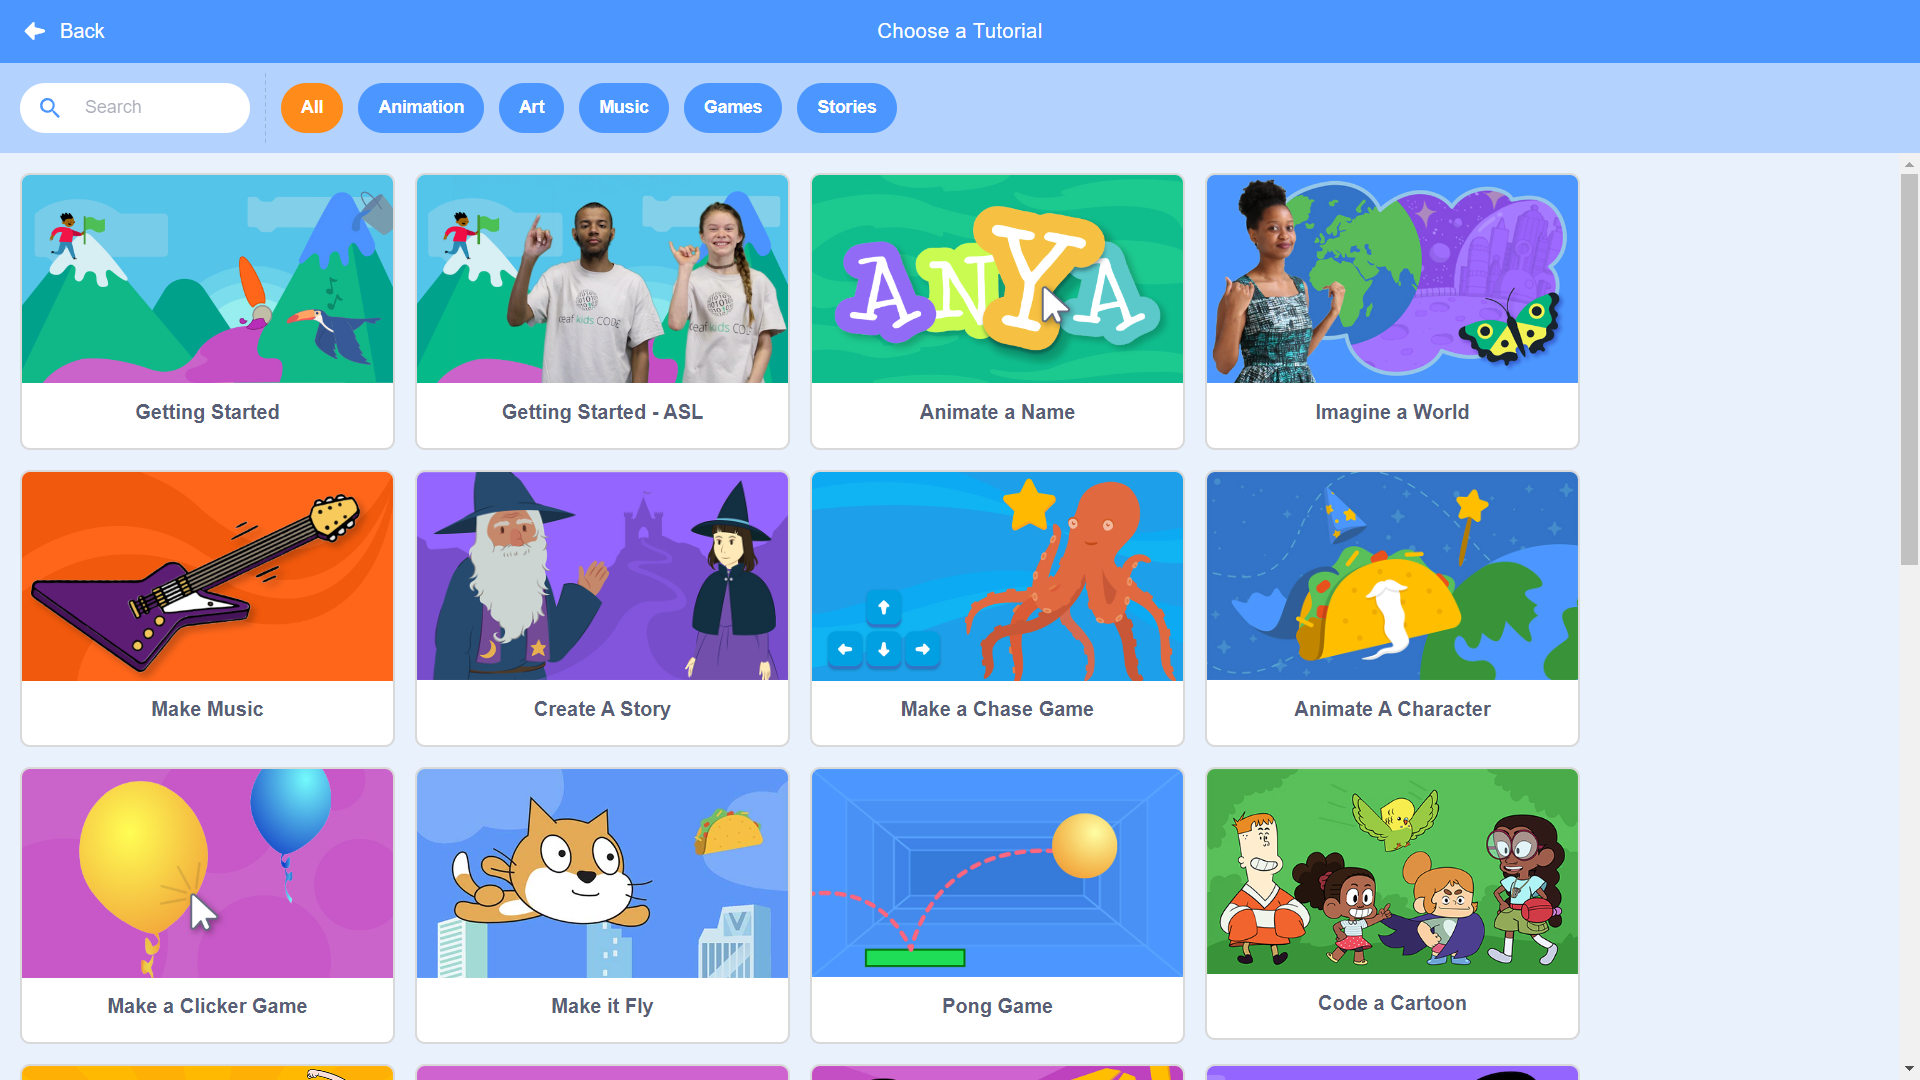 Back
Choose a Tutorial
Search
All
Animation
Art
Music
Games
Stories
ANYA
Getting Started
Getting Started - ASL
Animate a Name
Imagine a World
Make Music
Create A Story
Make a Chase Game
Animate A Character
Make a Clicker Game
Make it Fly
Pong Game
Code a Cartoon